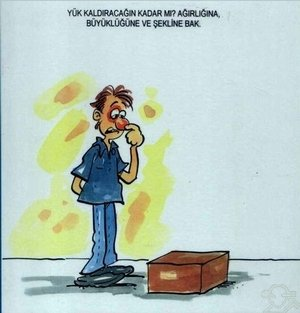 YÜK KALDIRACAĞIN KADAR MI? AĞIRLIĞINA,
BÜYÜKLÜĞÜNE VE ŞEKLİNE BAK.